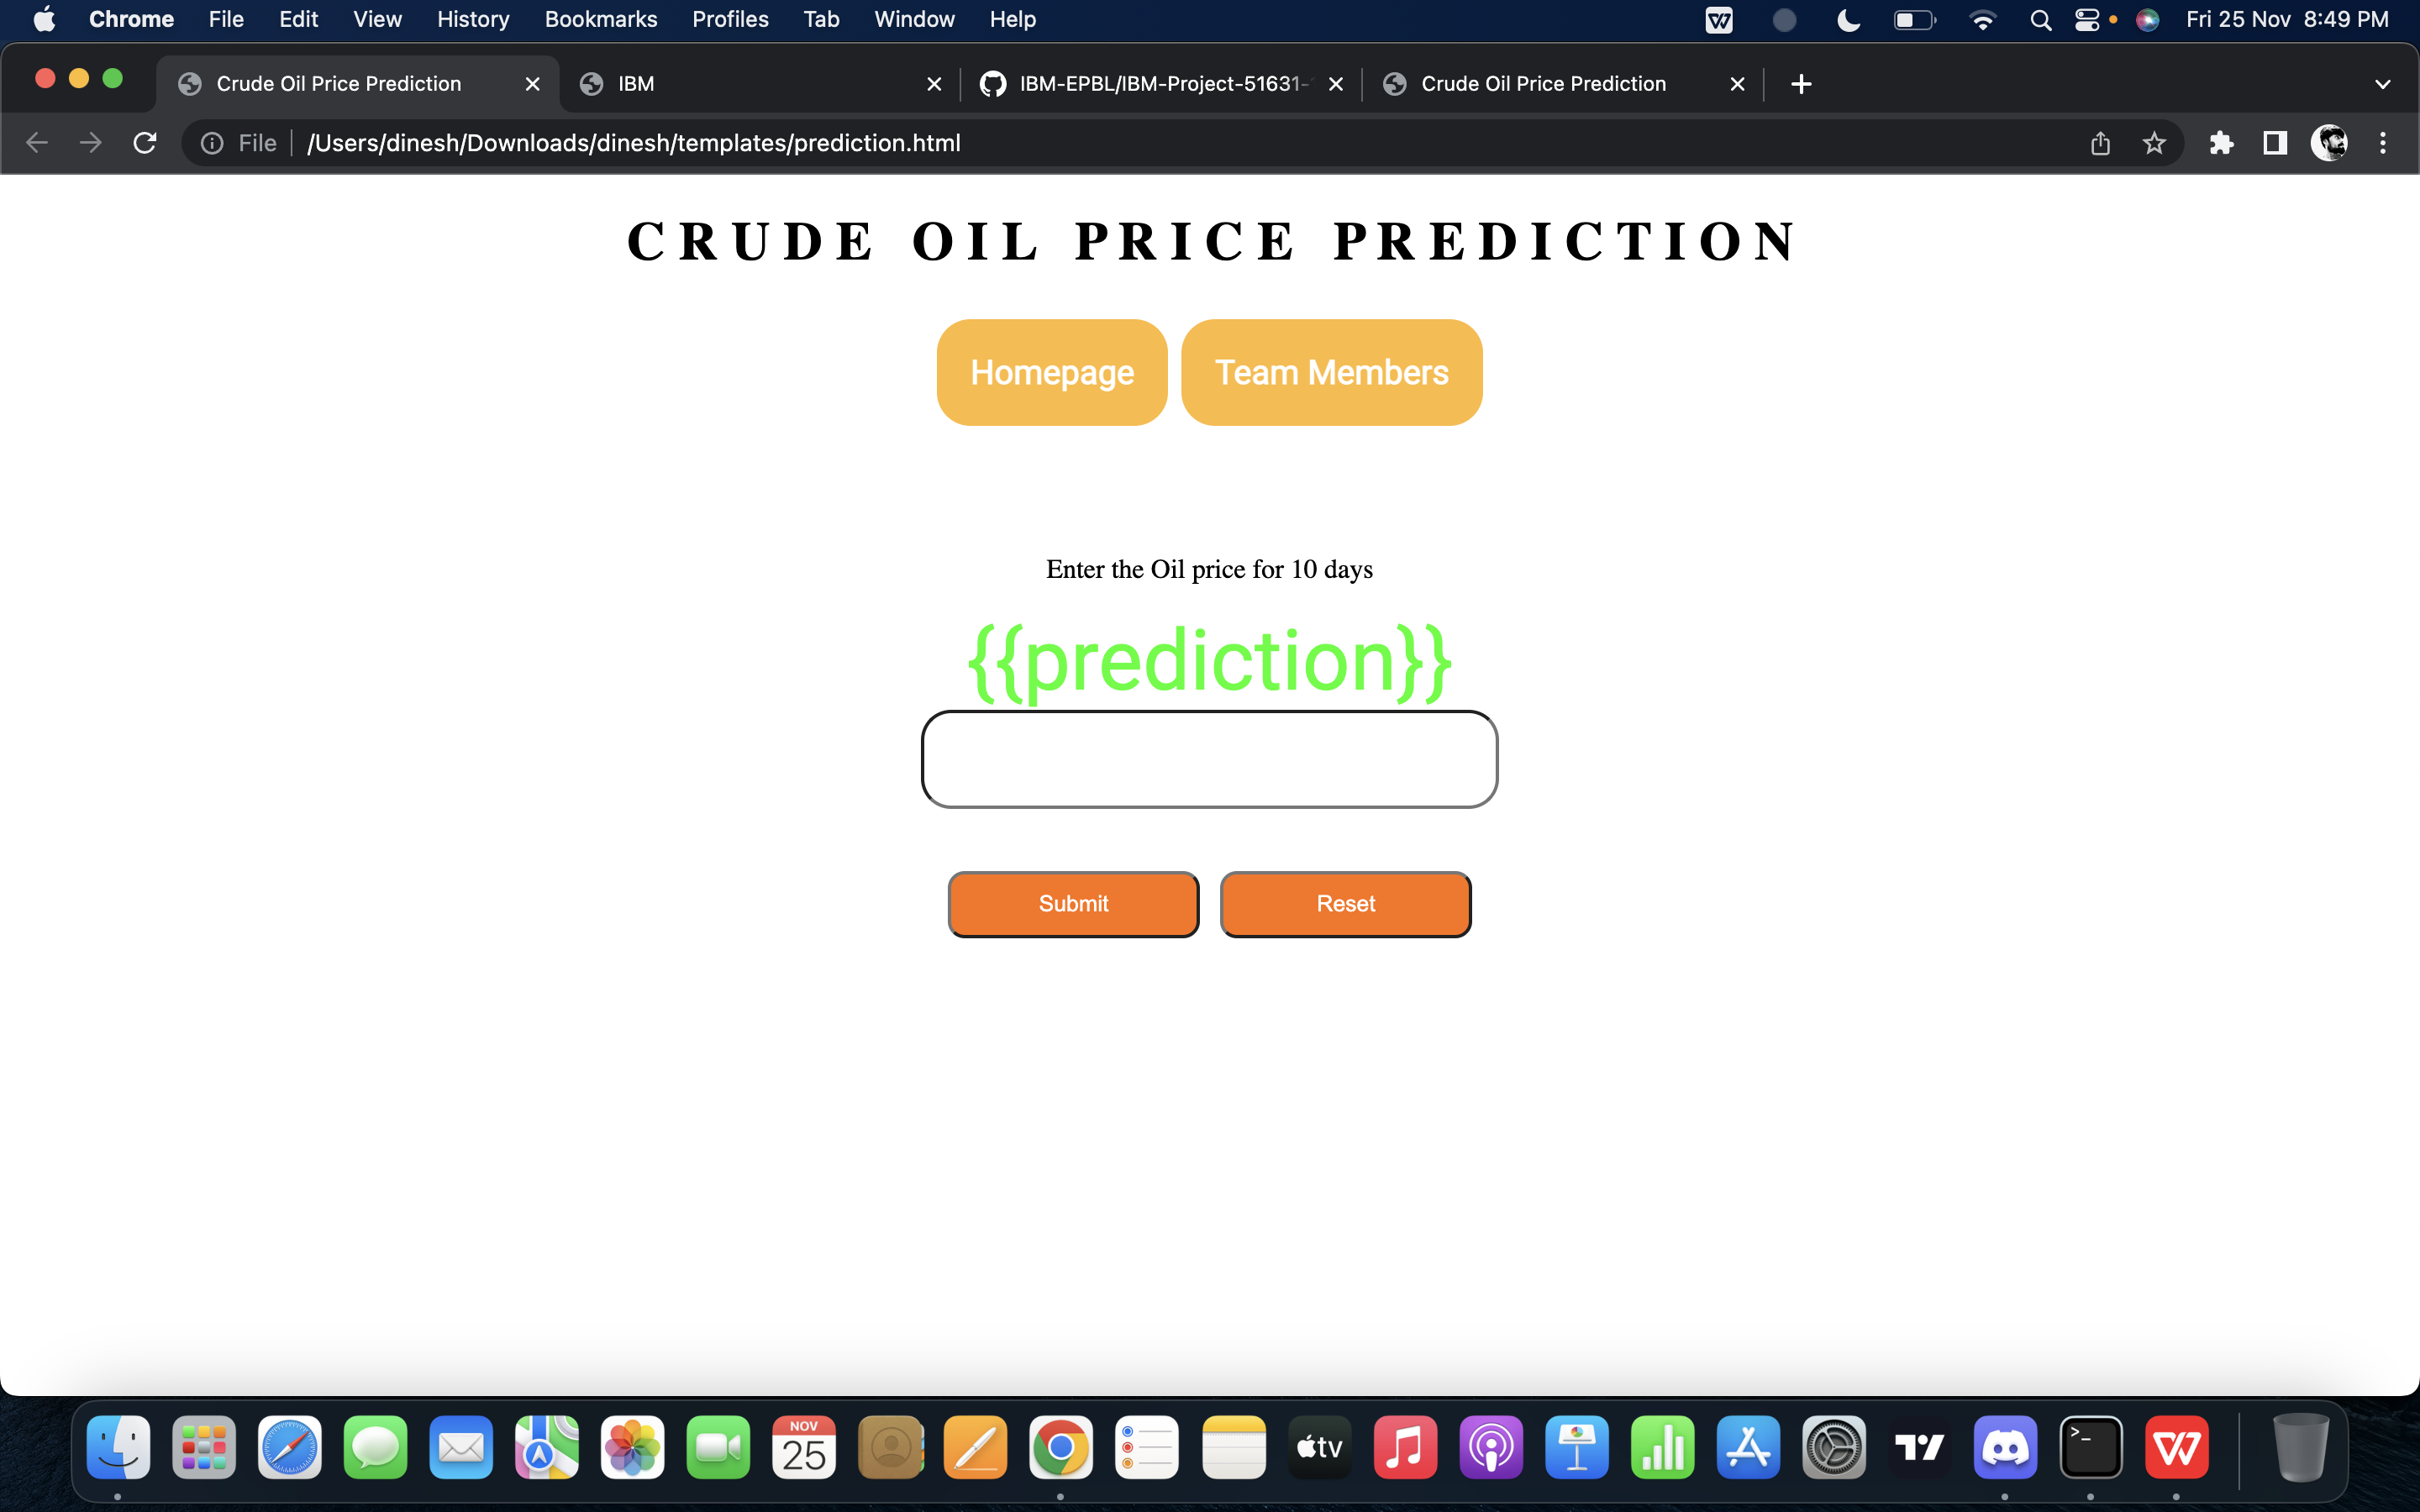 Chrome File Edit View History Bookmarks Profiles Tab Window Help Fri 25 Nov 8:49 PM
Crude Oil Price Prediction IBM IBM-EPBL/IBM-Project-51631- Crude Oil Price Prediction
File /Users/dinesh/Downloads/dinesh/templates/prediction.html
CRUDE OIL PRICE PREDICTION
Homepage Team Members
Enter the Oil price for 10 days
{{prediction}}
Submit Reset
NOV
25
tv